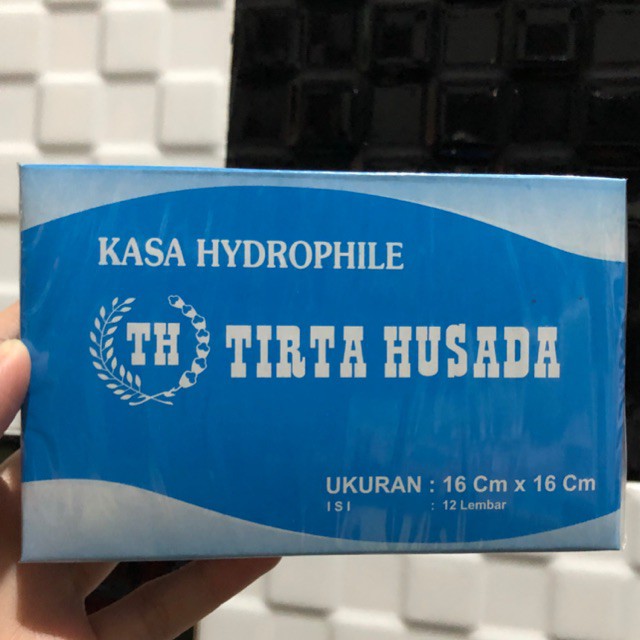 KASA HYDROPHILE
TH
TIRTA HUSADA
UKURAN : 16 Cm x 16 Cm
ISI : 12 Lembar